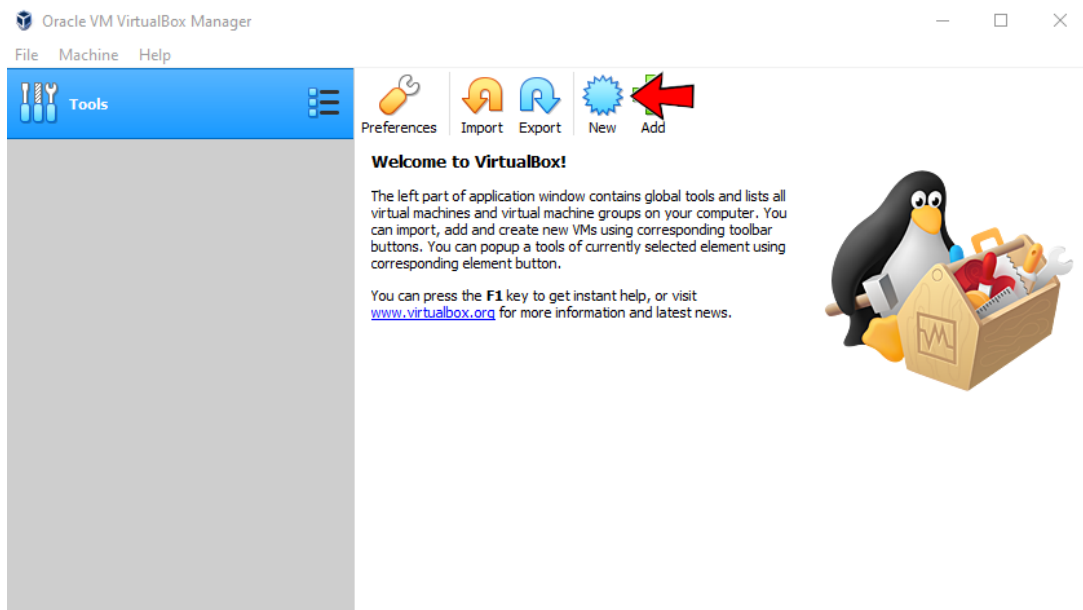 Oracle VM VirtualBox Manager
File Machine Help
Tools
Preferences Import Export New Add
Welcome to VirtualBox!
The left part of application window contains global tools and lists all
virtual machines and virtual machine groups on your computer. You
can import, add and create new VMs using corresponding toolbar
buttons. You can popup a tools of currently selected element using
corresponding element button.
You can press the F1 key to get instant help, or visit
www.virtualbox.org for more information and latest news.